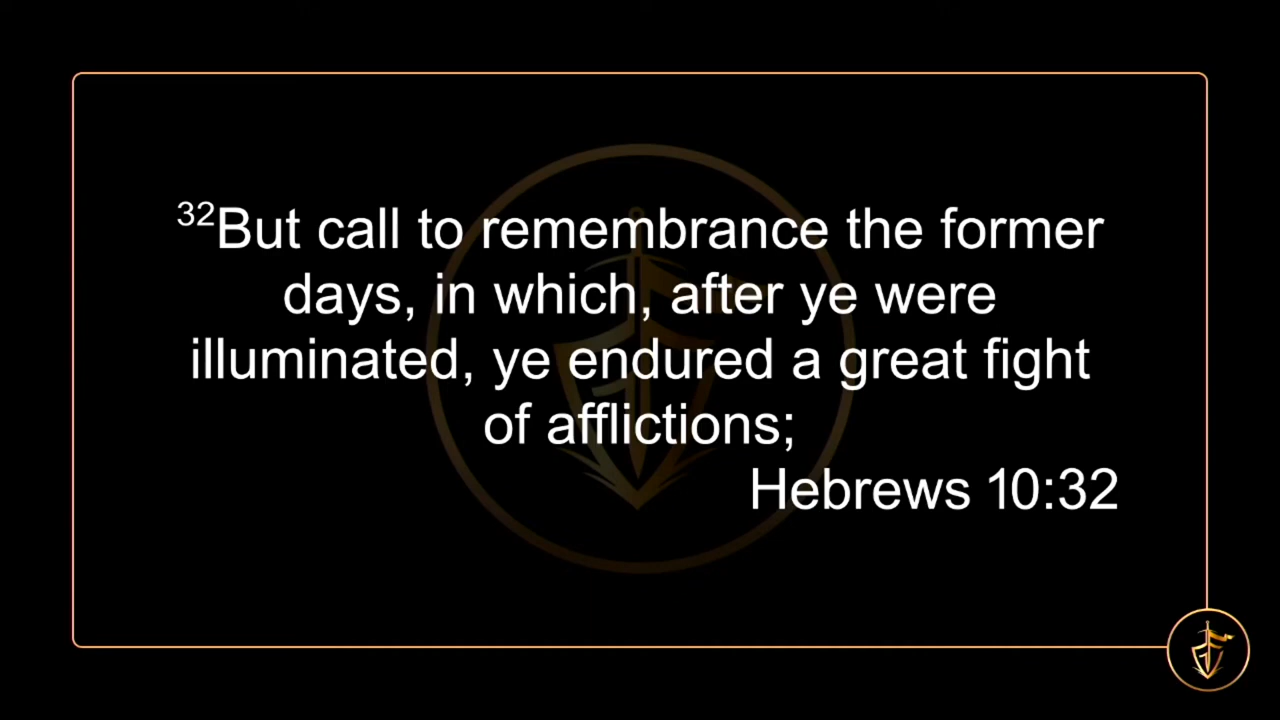 32But call to remembrance the former
days, in which, after ye were
illuminated, ye endured a great fight
of afflictions;
Hebrews 10:32